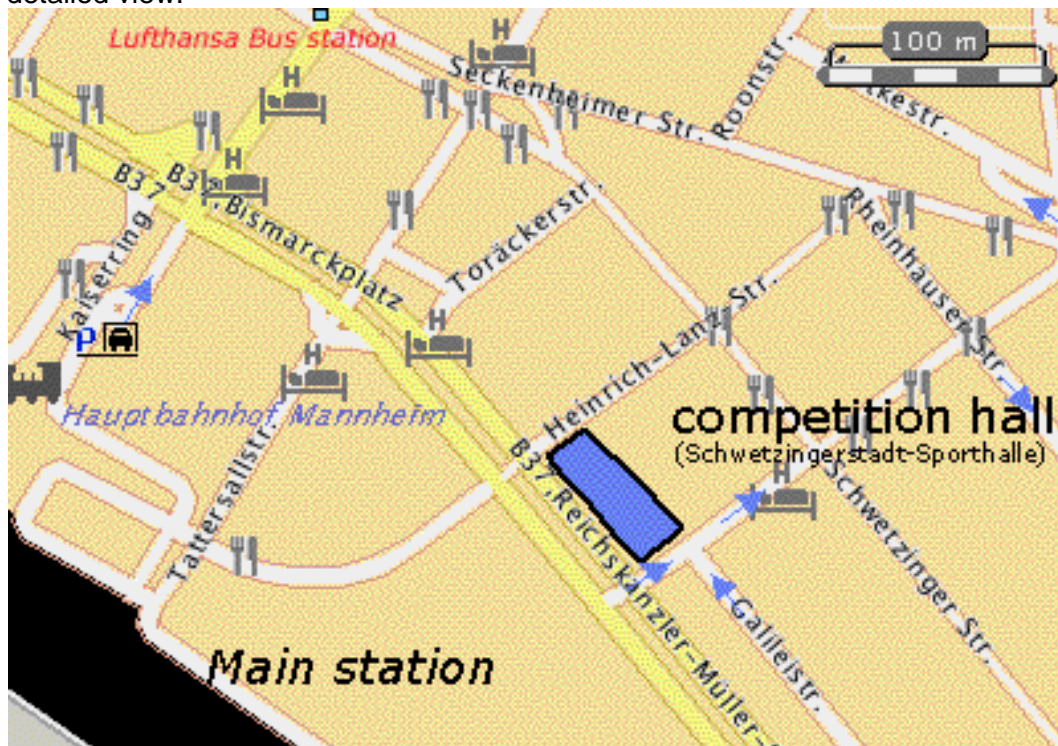 detailed view:
Lufthansa Bus station
100 m
H
H
H
Seckenheimer Str.
Roonstr.
B37
B37,Bismarckplatz
Kaiserring
Toräckerstr.
Rheinhäuser Str.
Heinrich-Lanz Str.
P
H
H
Hauptbahnhof Mannheim
Tattersallstr.
competition hall
(Schwetzingerstadt-Sporthalle)
B37,Reichskanzler-Müller-
H
Schwetzinger Str.
Galileistr.
Main station